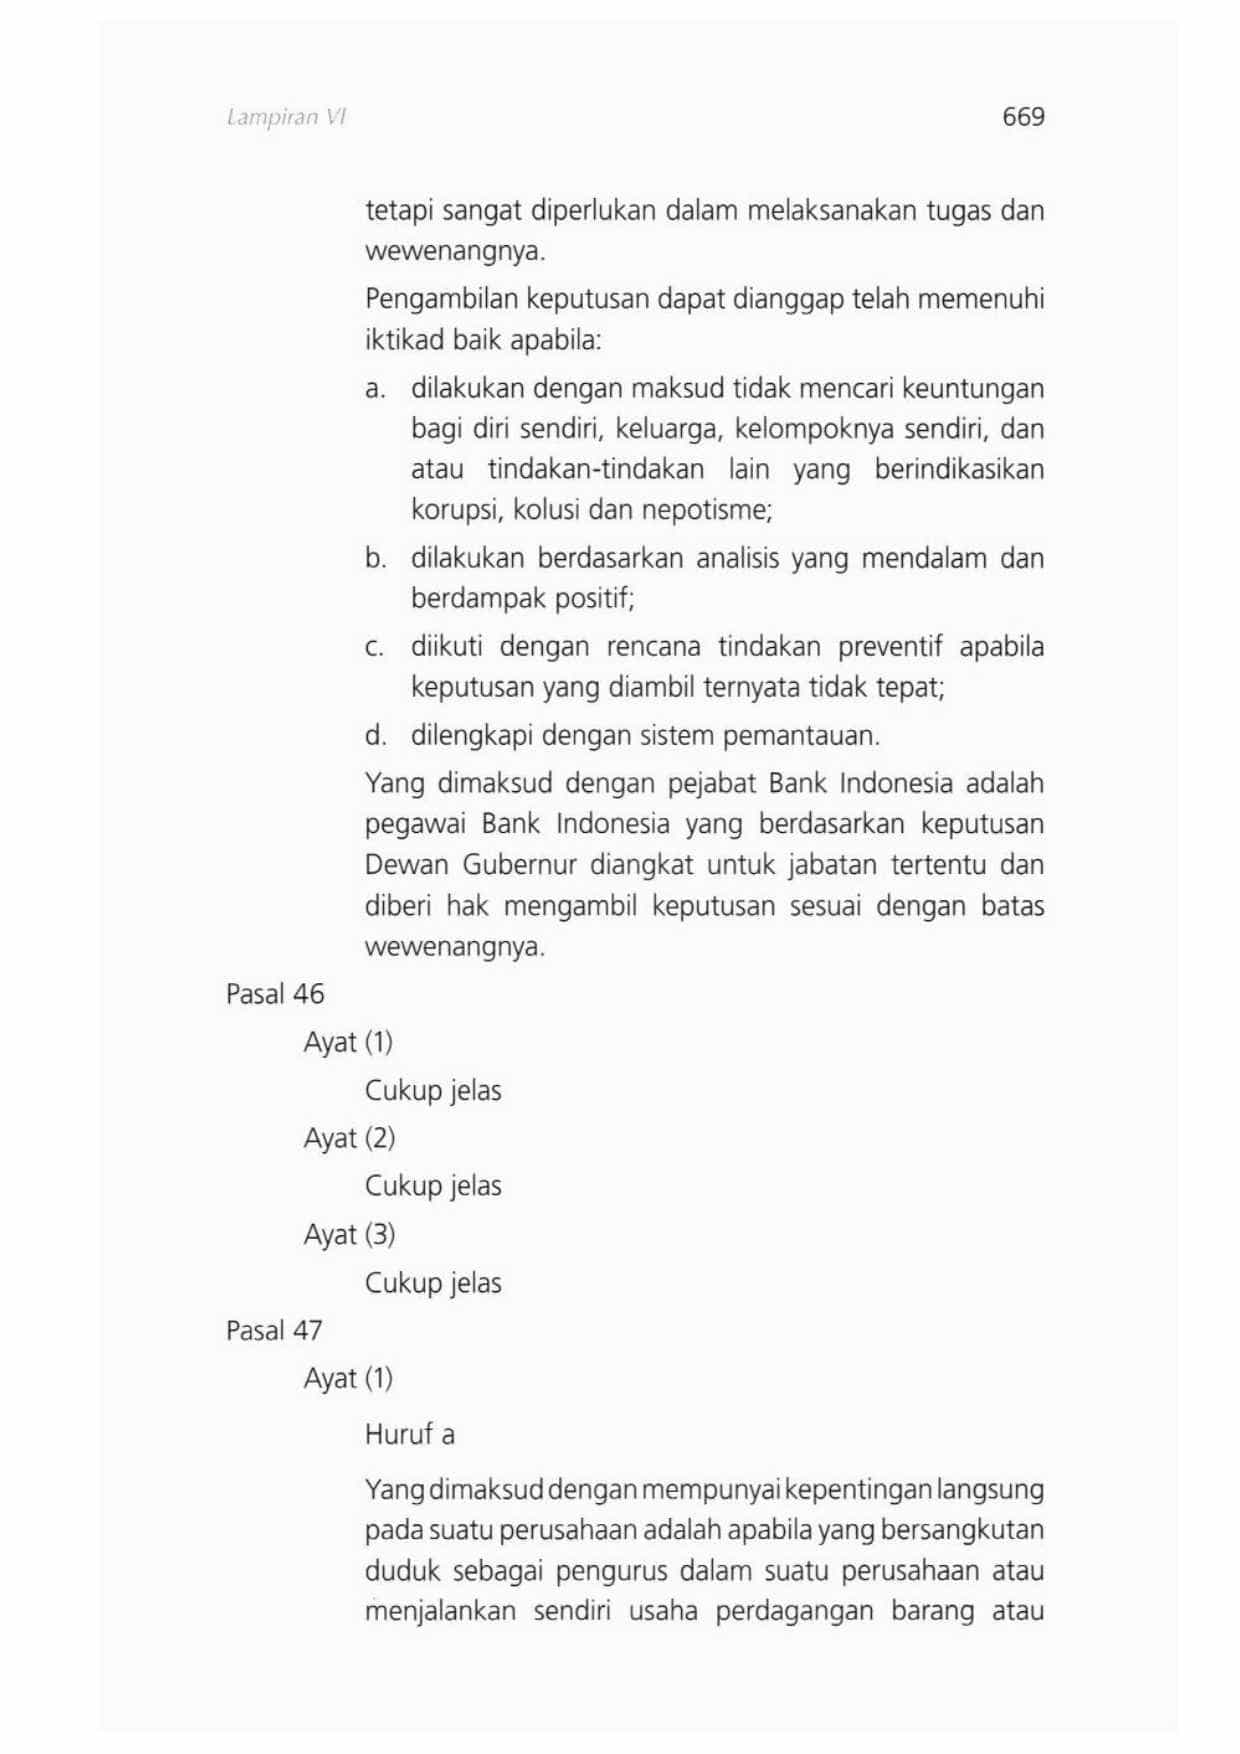 Lampiran VI 669
tetapi sangat diperlukan dalam melaksanakan tugas dan
wewenangnya.
Pengambilan keputusan dapat dianggap telah memenuhi
iktikad baik apabila:
a. dilakukan dengan maksud tidak mencari keuntungan
bagi diri sendiri, keluarga, kelompoknya sendiri, dan
atau tindakan-tindakan lain yang berindikasikan
korupsi, kolusi dan nepotisme;
b. dilakukan berdasarkan analisis yang mendalam dan
berdampak positif;
c. diikuti dengan rencana tindakan preventif apabila
keputusan yang diambil ternyata tidak tepat;
d. dilengkapi dengan sistem pemantauan.
Yang dimaksud dengan pejabat Bank Indonesia adalah
pegawai Bank Indonesia yang berdasarkan keputusan
Dewan Gubernur diangkat untuk jabatan tertentu dan
diberi hak mengambil keputusan sesuai dengan batas
wewenangnya.
Pasal 46
Ayat (1)
Cukup jelas
Ayat (2)
Cukup jelas
Ayat (3)
Cukup jelas
Pasal 47
Ayat (1)
Huruf a
Yang dimaksud dengan mempunyai kepentingan langsung
pada suatu perusahaan adalah apabila yang bersangkutan
duduk sebagai pengurus dalam suatu perusahaan atau
menjalankan sendiri usaha perdagangan barang atau